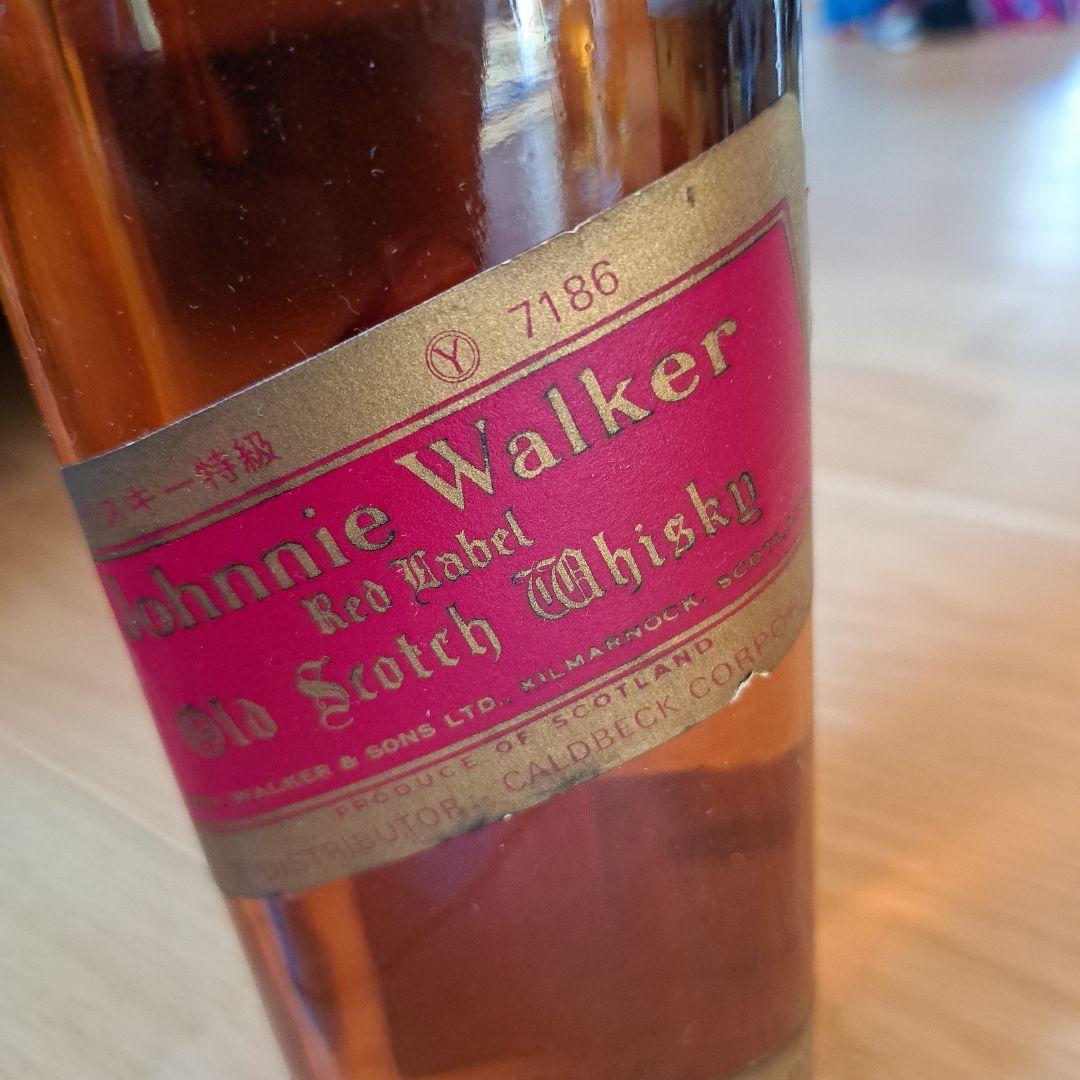 スキー特級 Ⓨ 7186
Johnnie Walker
Red Label
Old Scotch Whisky
WALKER & SONS LTD., KILMARNOCK, SCOTLAND
PRODUCE OF SCOTLAND
DISTRIBUTOR: CALDBECK CORPO